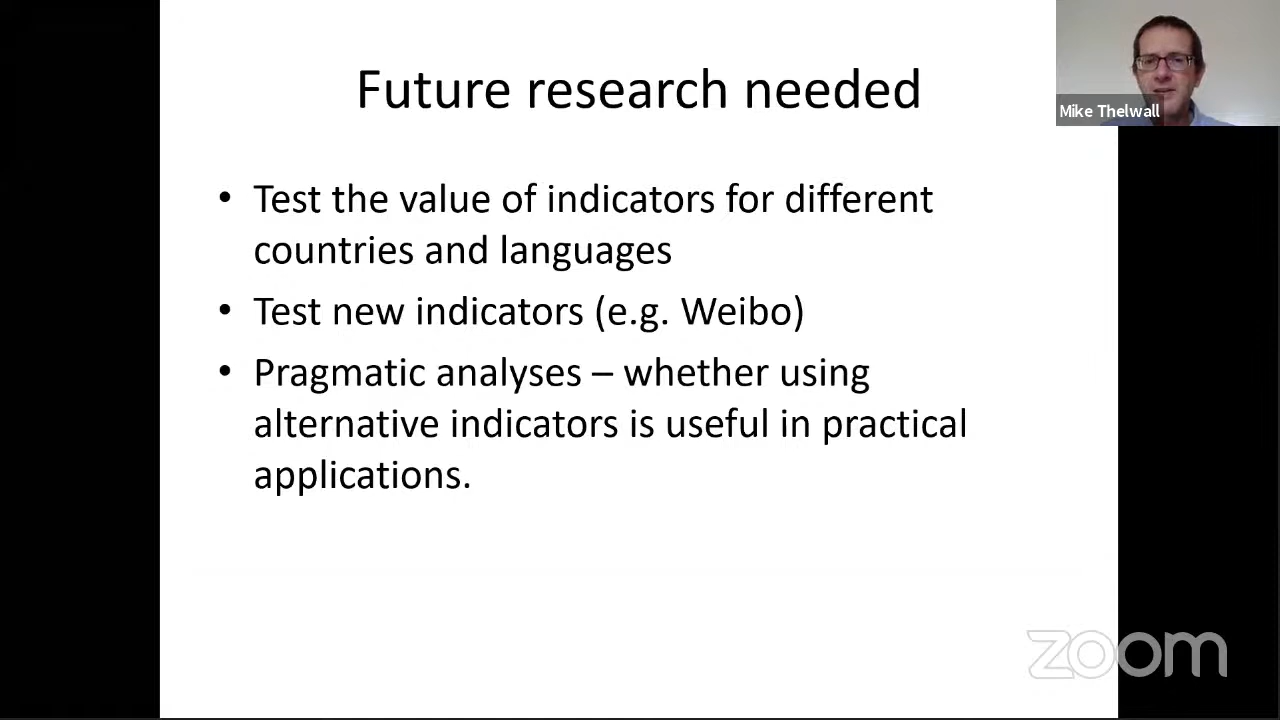 Future research needed
Mike Thelwall
• Test the value of indicators for different
countries and languages
• Test new indicators (e.g. Weibo)
• Pragmatic analyses – whether using
alternative indicators is useful in practical
applications.
zoom